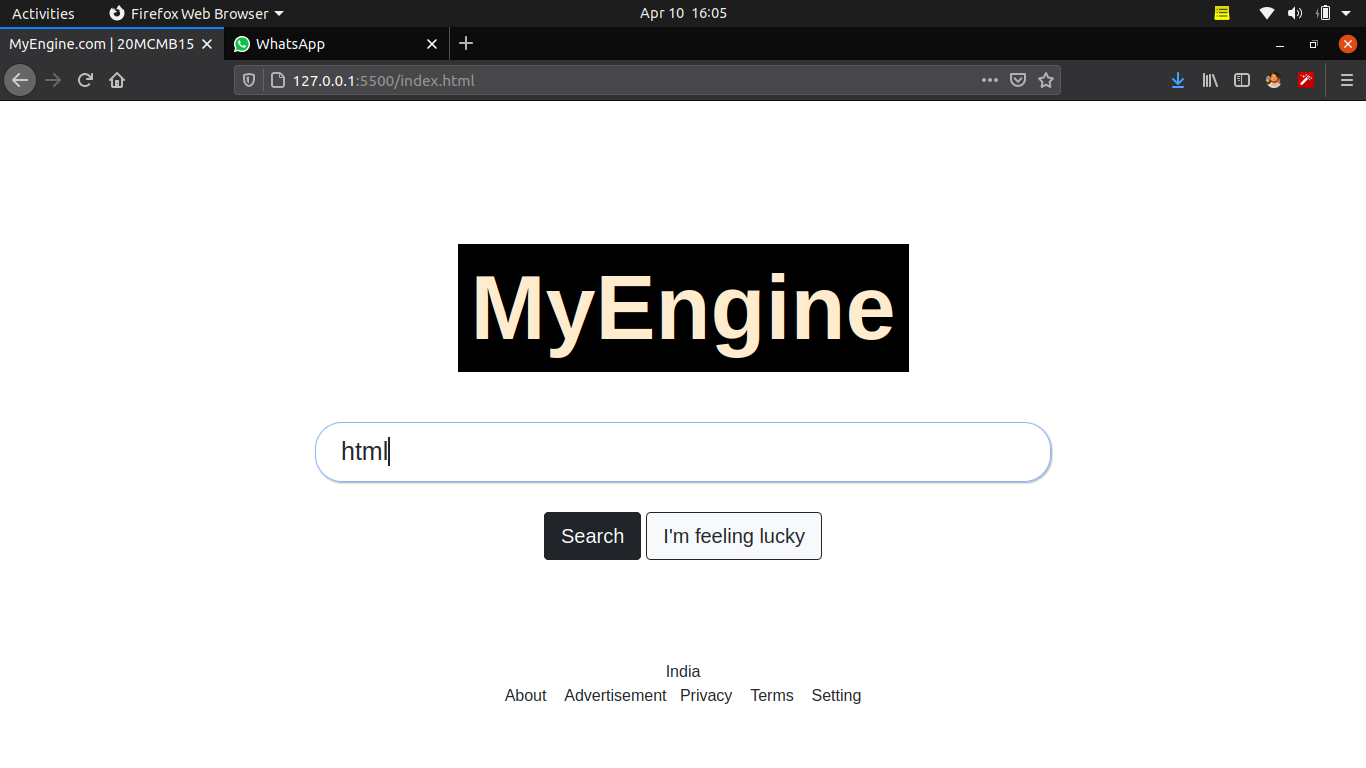 Activities Firefox Web Browser Apr 10 16:05
MyEngine.com | 20MCMB15 WhatsApp
127.0.0.1:5500/index.html
MyEngine
html
Search I'm feeling lucky
India
About Advertisement Privacy Terms Setting